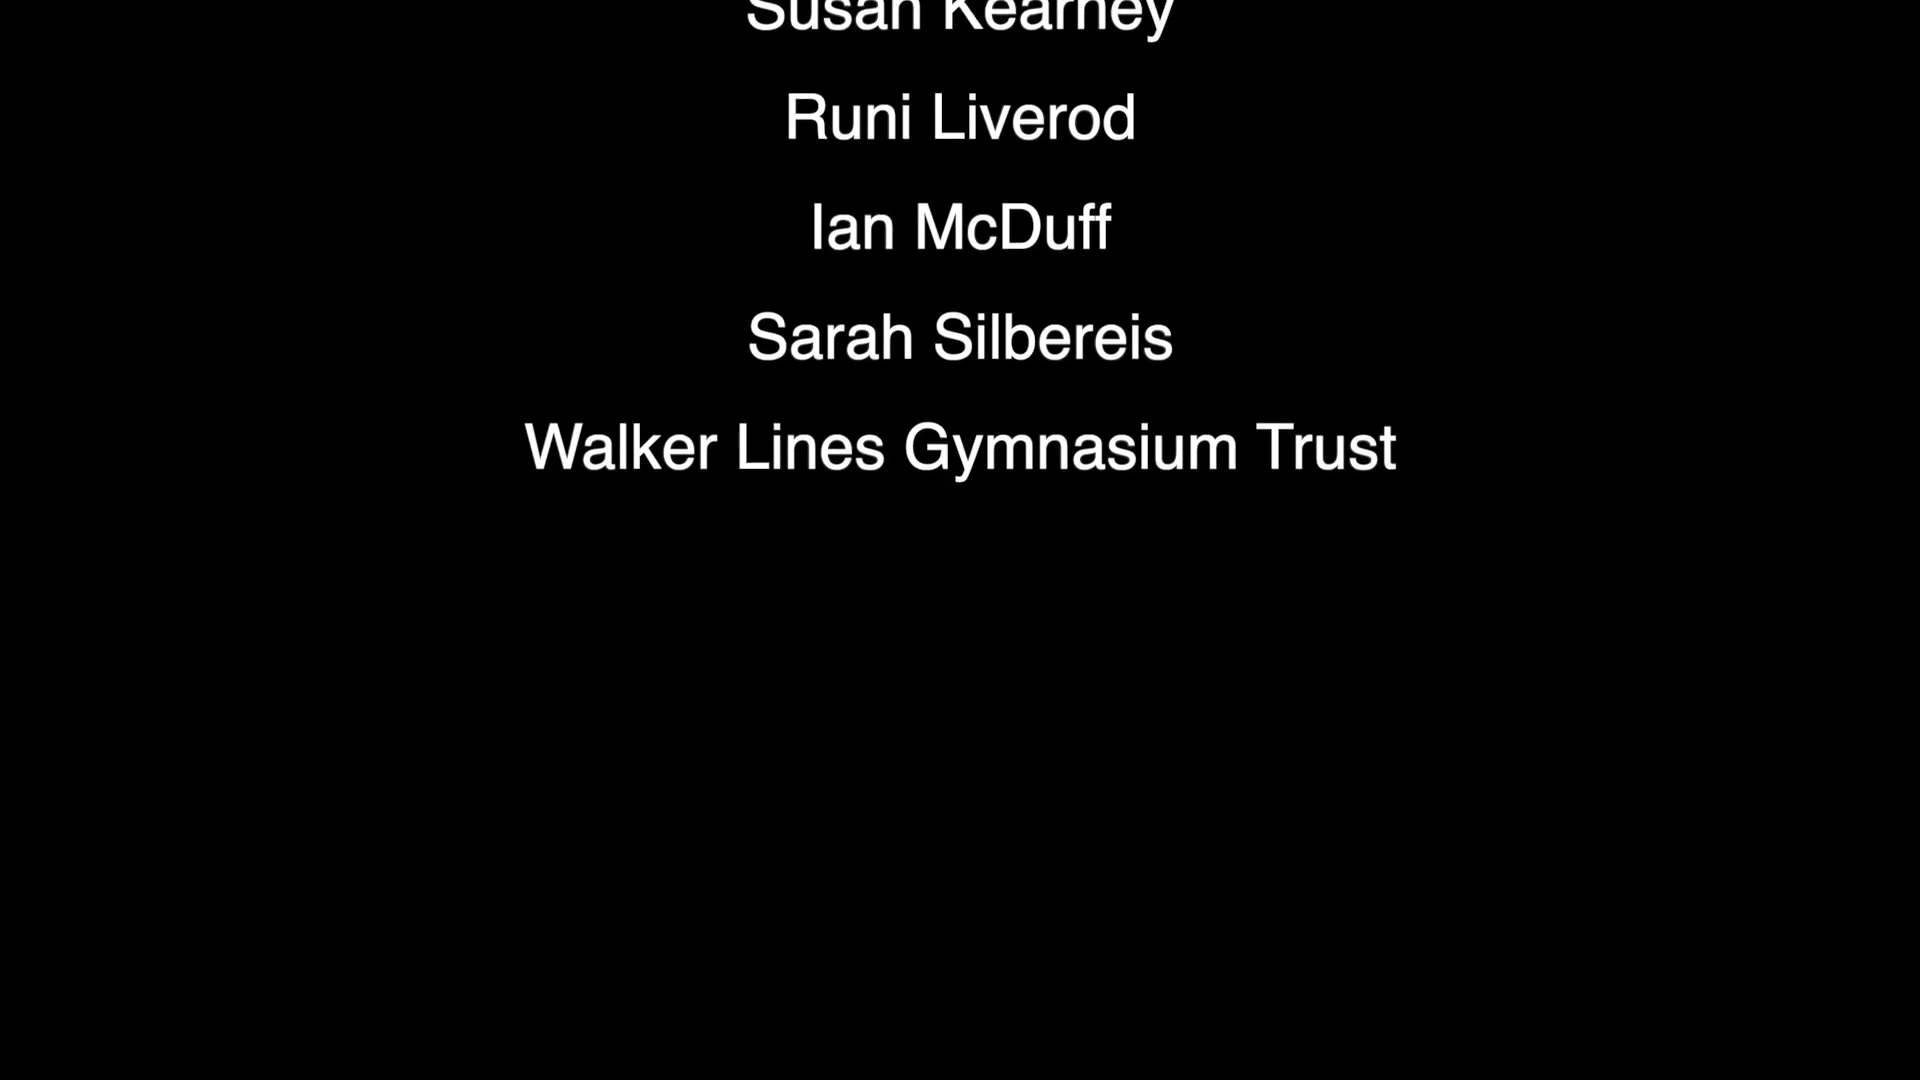 Susan Kearney
Runi Liverod
Ian McDuff
Sarah Silbereis
Walker Lines Gymnasium Trust